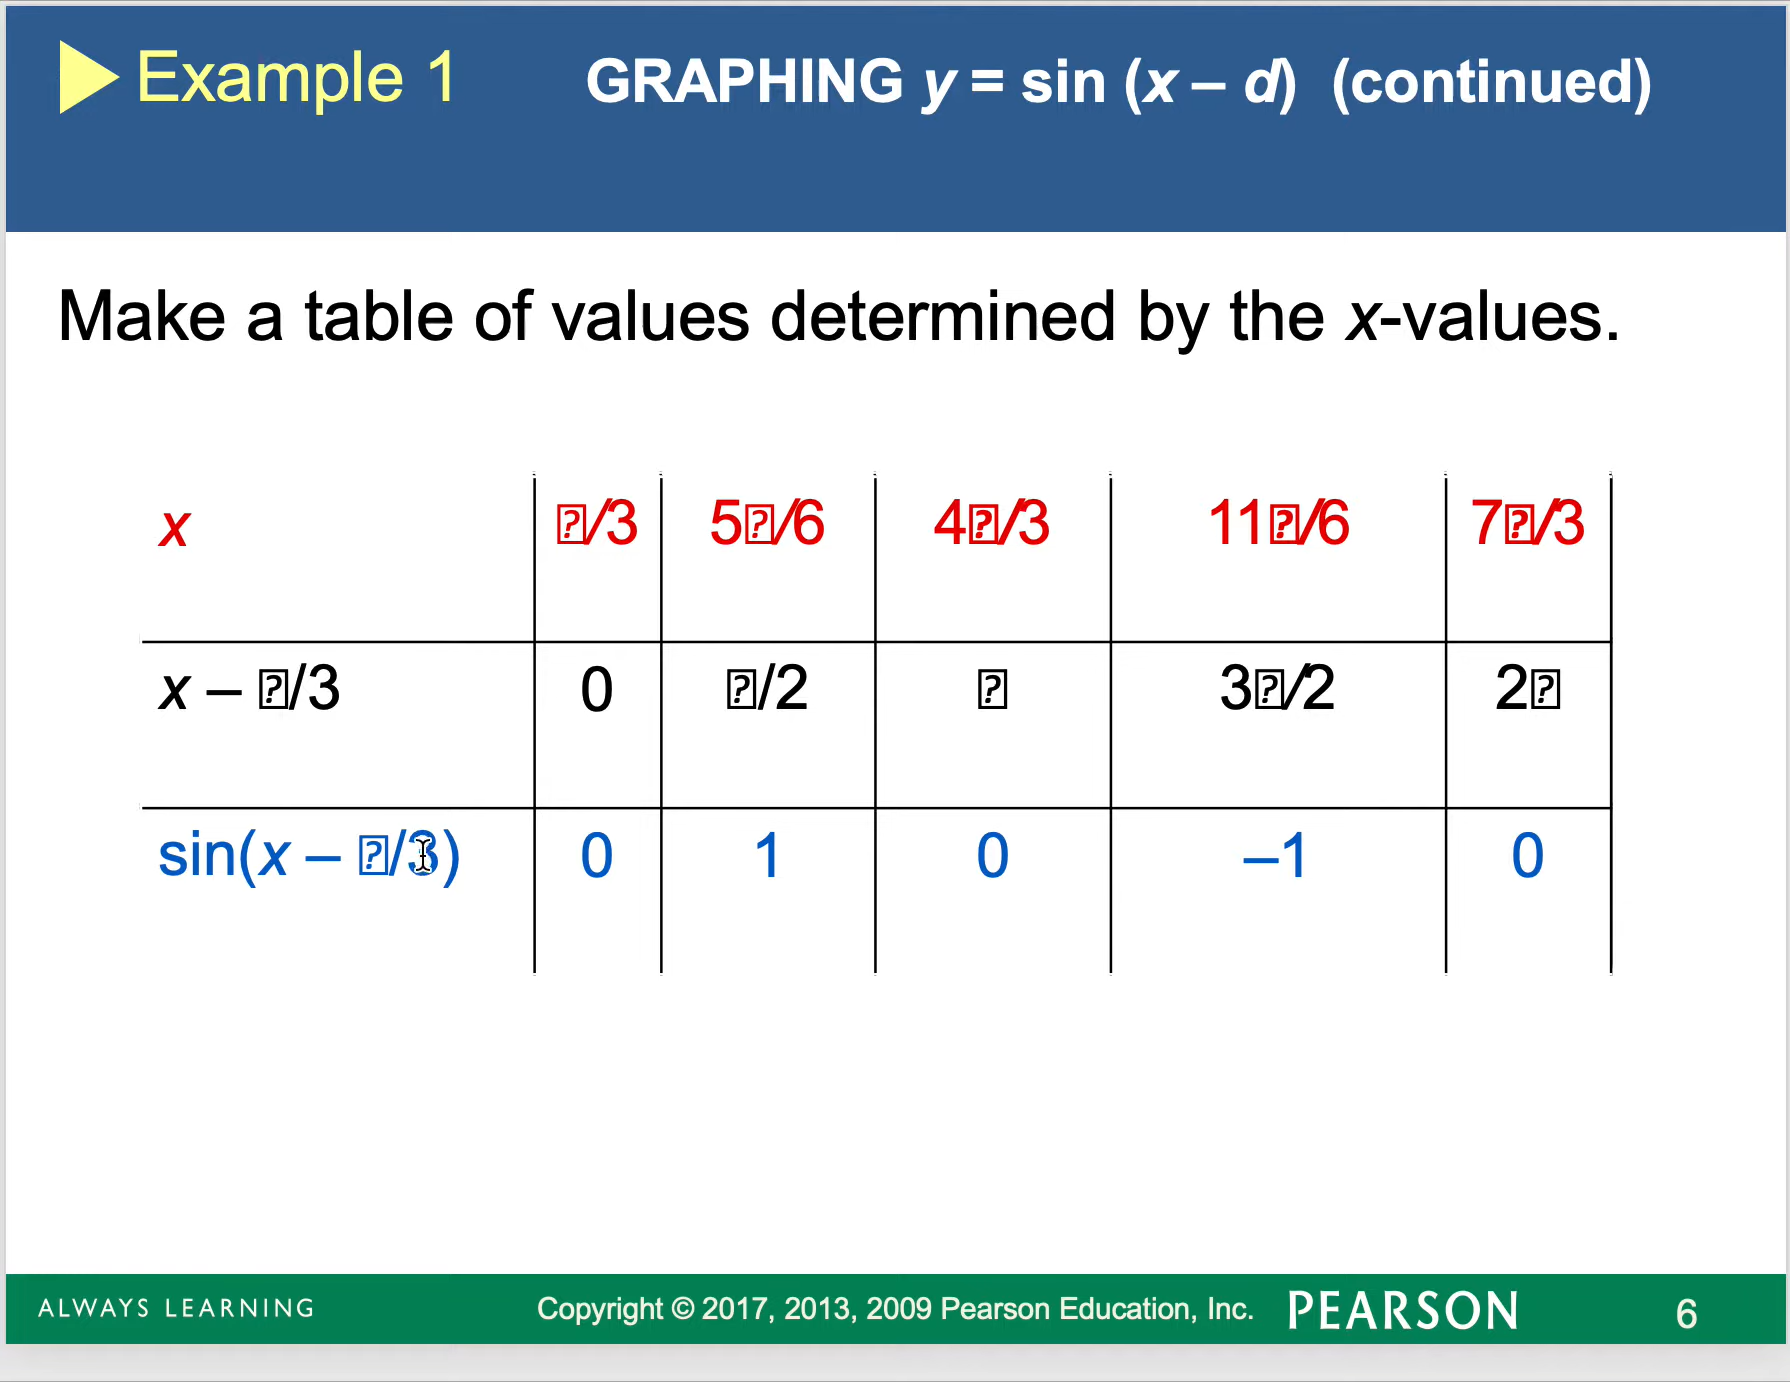 Example 1 GRAPHING y = sin (x – d) (continued)
Make a table of values determined by the x-values.
x ⍰/3 5⍰/6 4⍰/3 11⍰/6 7⍰/3
x – ⍰/3 0 ⍰/2 ⍰ 3⍰/2 2⍰
sin(x – ⍰/3) 0 1 0 –1 0
ALWAYS LEARNING Copyright © 2017, 2013, 2009 Pearson Education, Inc. PEARSON 6